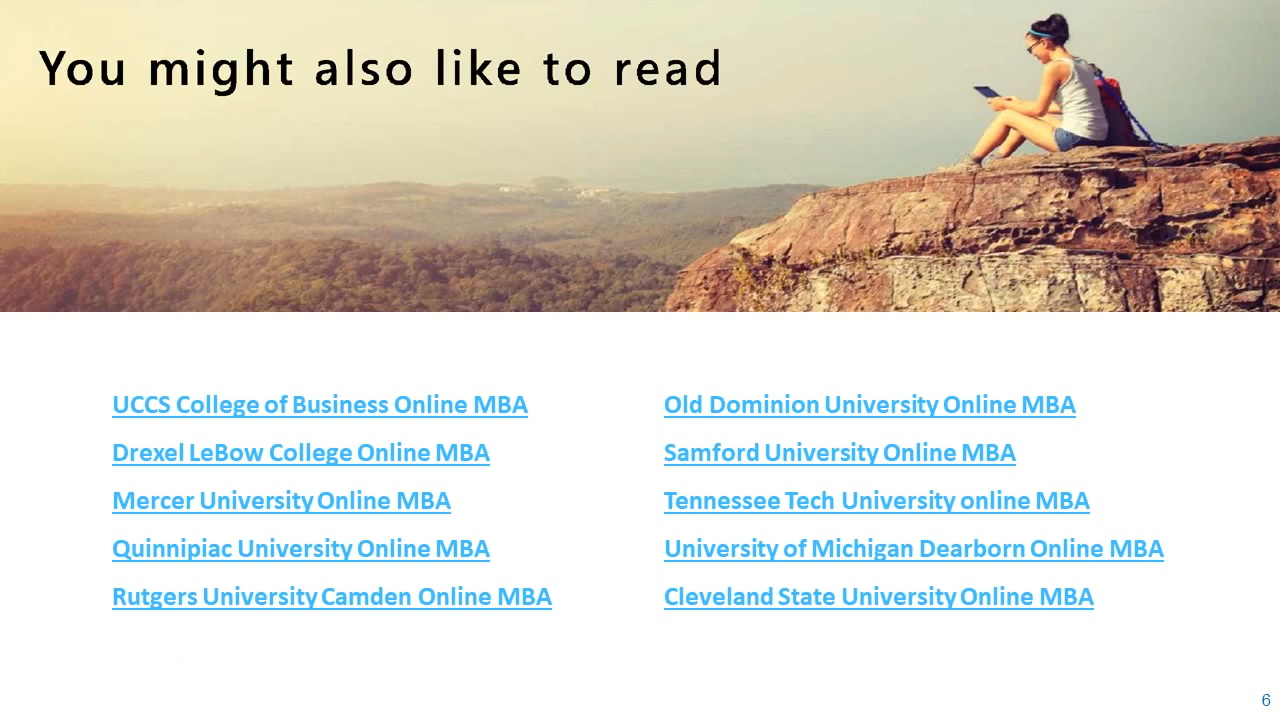 You might also like to read
UCCS College of Business Online MBA
Drexel LeBow College Online MBA
Mercer University Online MBA
Quinnipiac University Online MBA
Rutgers University Camden Online MBA
Old Dominion University Online MBA
Samford University Online MBA
Tennessee Tech University online MBA
University of Michigan Dearborn Online MBA
Cleveland State University Online MBA
6